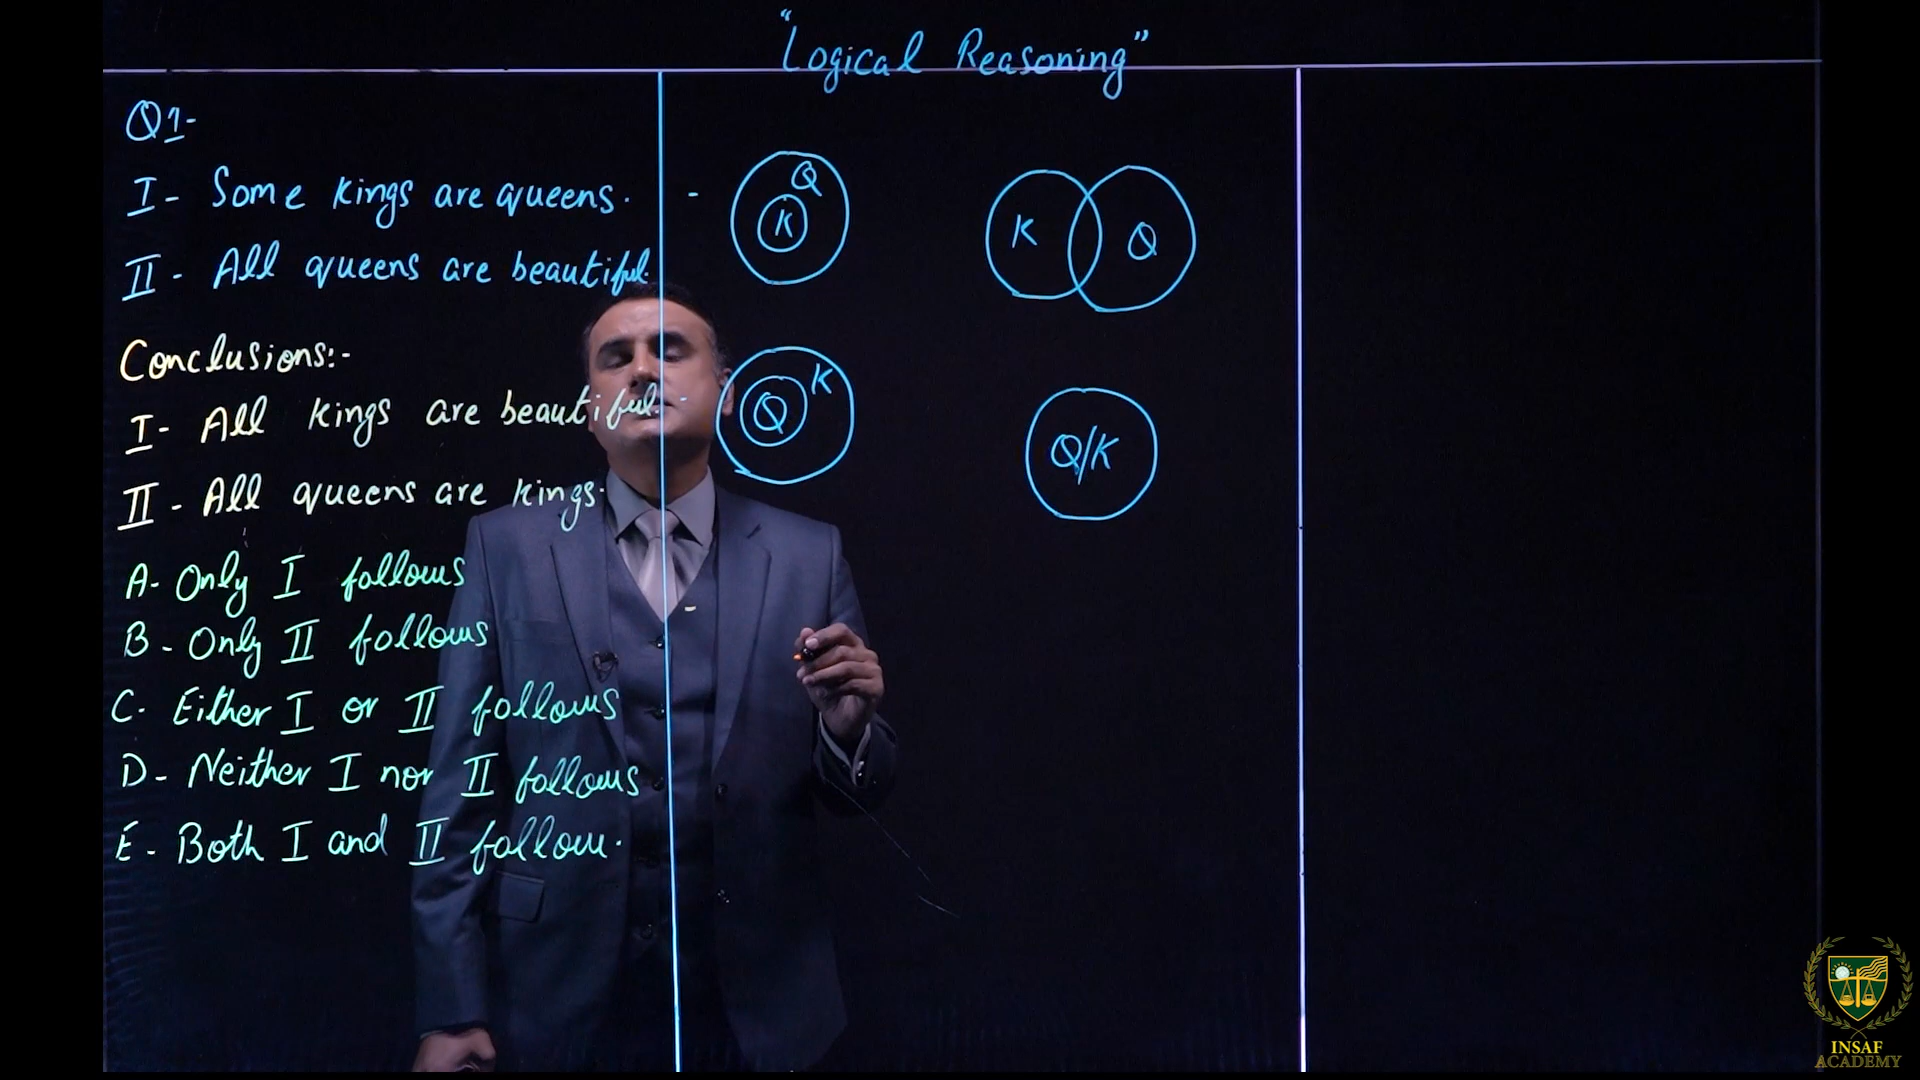 "Logical Reasoning"
Q1-
I- Some kings are queens.
II- All queens are beautiful.
Conclusions:-
I- All kings are beautiful.
II- All queens are kings.
A- Only I follows
B- Only II follows
C- Either I or II follows
D- Neither I nor II follows
E- Both I and II follow.
Q
K
K Q
Q K
Q/K
INSAF
ACADEMY